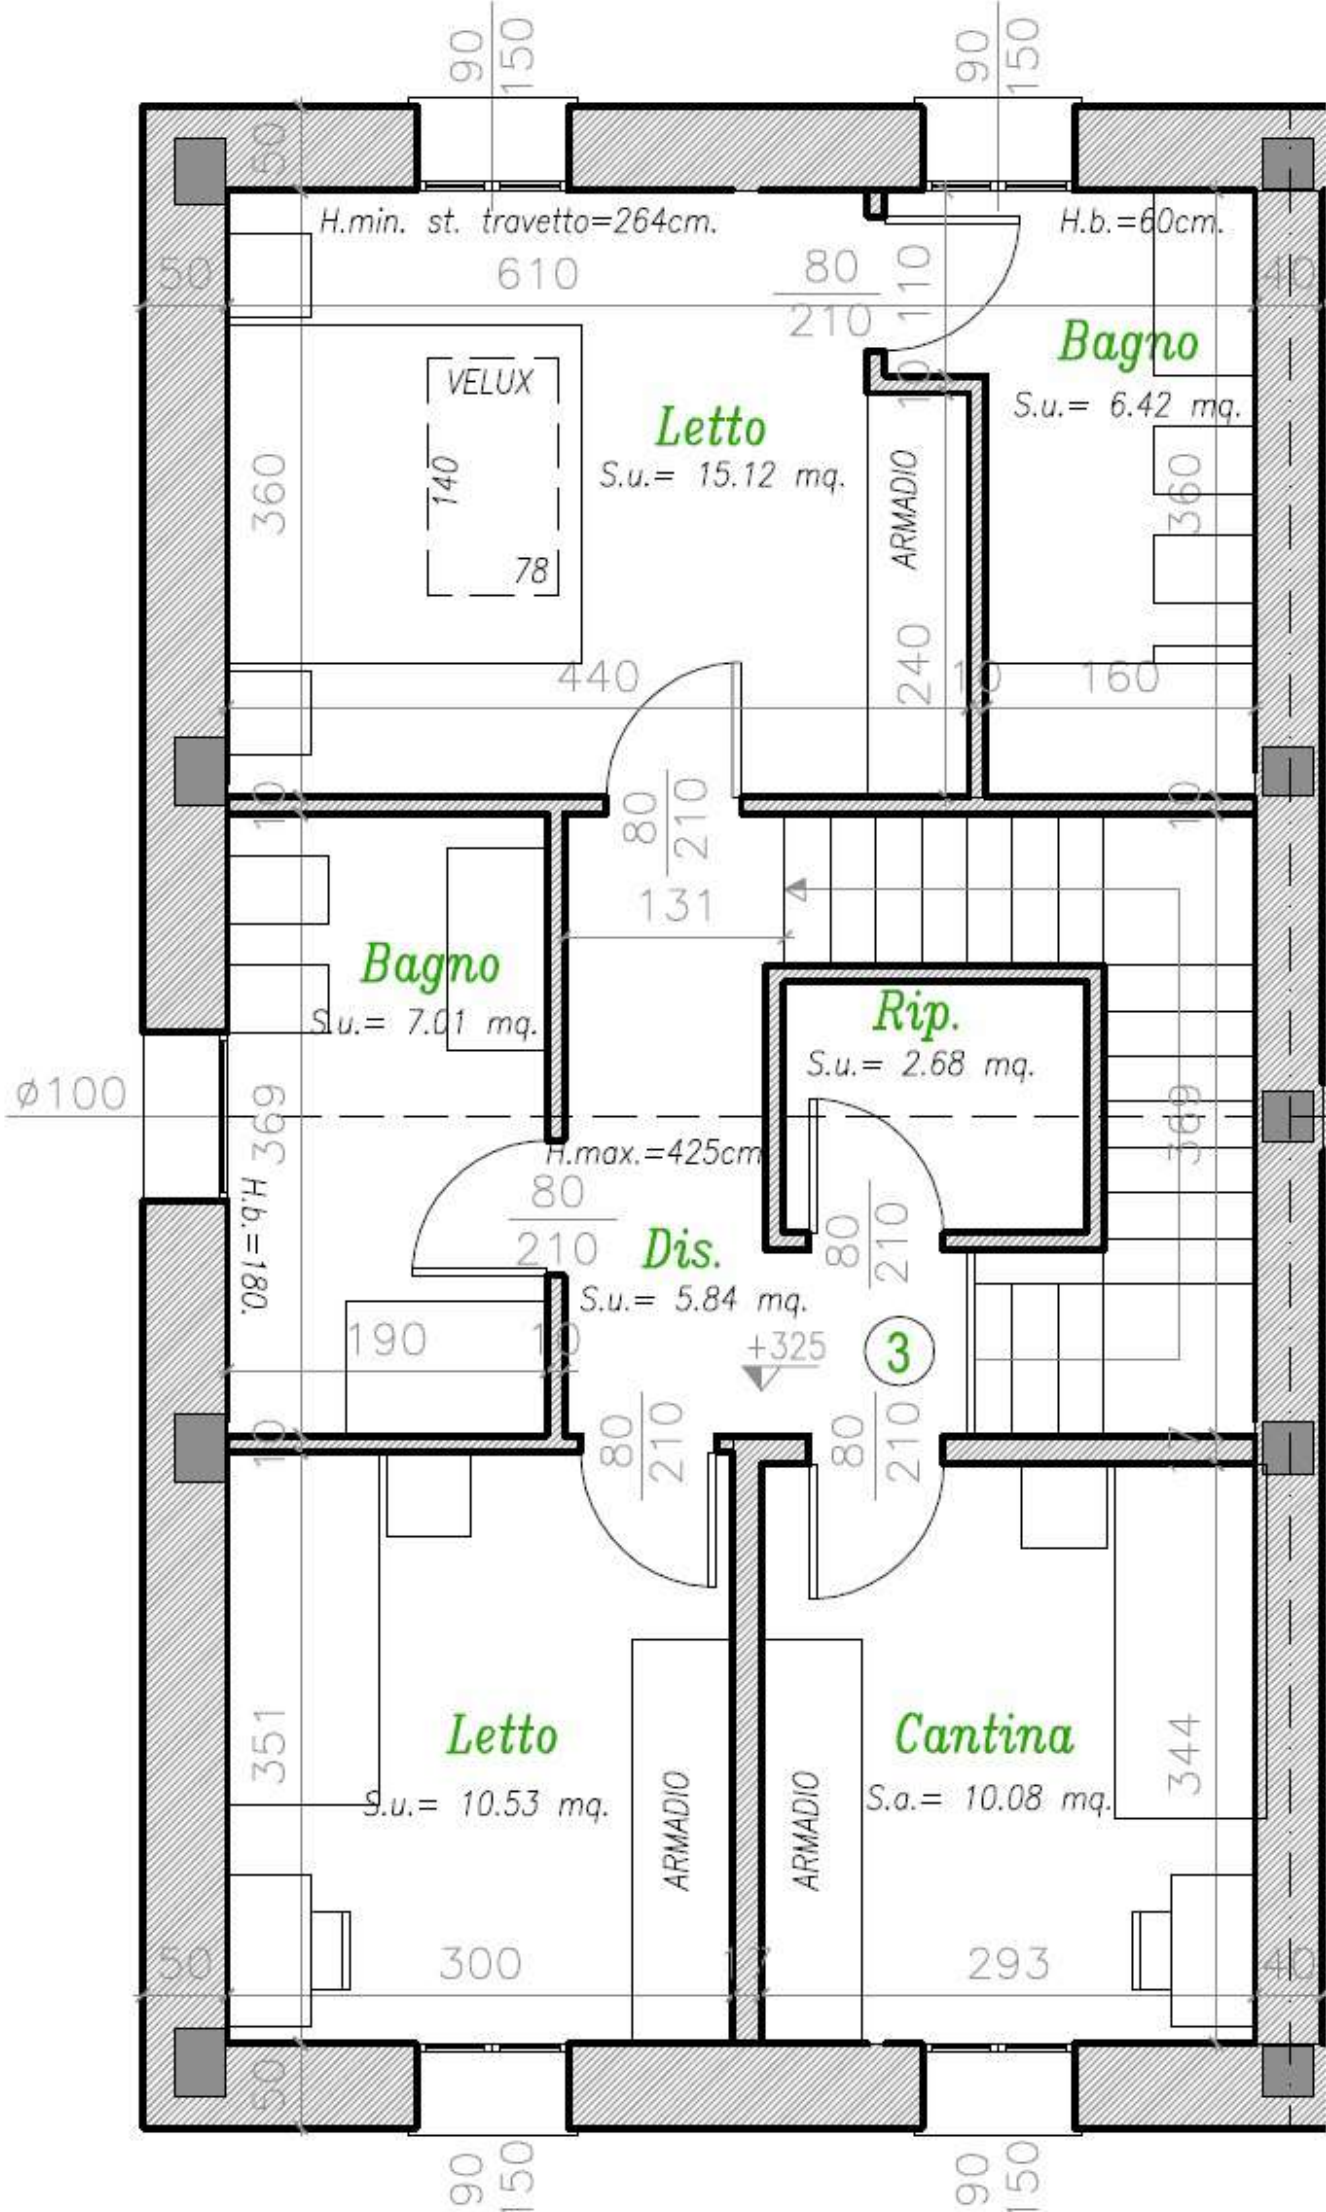 90
150
90
150
50
H.min. st. travetto=264cm.
H.b.=60cm.
50
610
80
210
110
40
Bagno
S.u.= 6.42 mq.
VELUX
10
Letto
S.u.= 15.12 mq.
140
78
360
ARMADIO
360
440
240
10
160
10
80
210
10
131
Bagno
S.u.= 7.01 mq.
Rip.
S.u.= 2.68 mq.
ø100
369
369
H.max.=425cm
H.b.=180.
80
210
80
210
Dis.
S.u.= 5.84 mq.
190
10
+325
3
10
80
210
80
210
17
351
Letto
S.u.= 10.53 mq.
ARMADIO
ARMADIO
Cantina
S.a.= 10.08 mq.
344
50
300
17
293
40
50
90
150
90
150